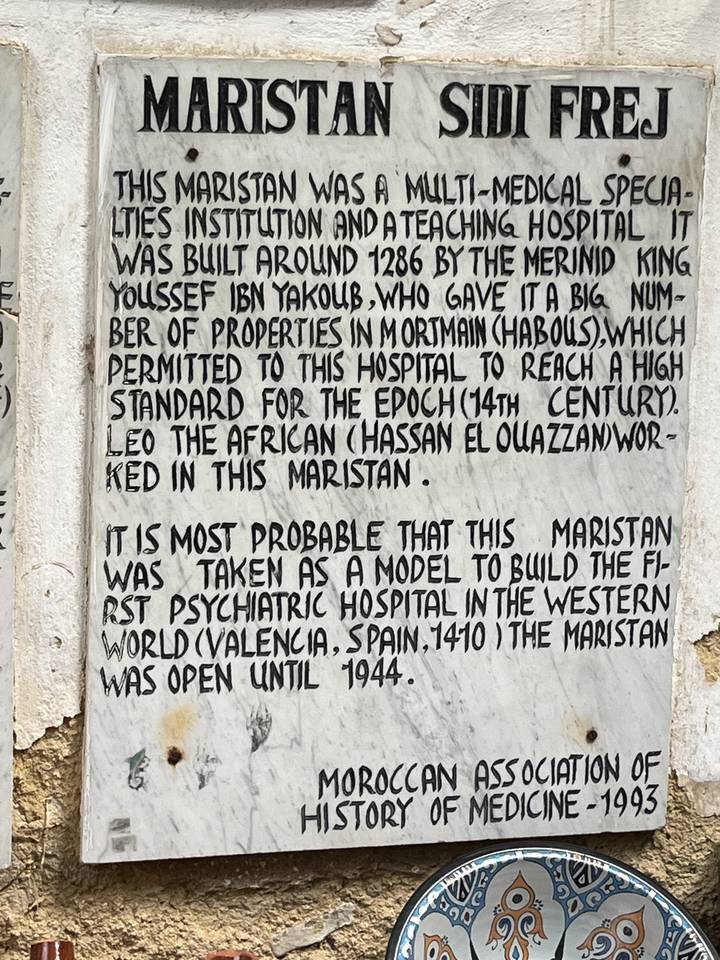 MARISTAN SIDI FREJ
THIS MARISTAN WAS A MULTI-MEDICAL SPECIA-
LTIES INSTITUTION AND A TEACHING HOSPITAL IT
WAS BUILT AROUND 1286 BY THE MERINID KING
YOUSSEF IBN YAKOUB, WHO GAVE IT A BIG NUM-
BER OF PROPERTIES IN MORTMAIN (HABOUS), WHICH
PERMITTED TO THIS HOSPITAL TO REACH A HIGH
STANDARD FOR THE EPOCH (14TH CENTURY).
LEO THE AFRICAN (HASSAN EL OUAZZAN) WOR-
KED IN THIS MARISTAN.
IT IS MOST PROBABLE THAT THIS MARISTAN
WAS TAKEN AS A MODEL TO BUILD THE FI-
RST PSYCHIATRIC HOSPITAL IN THE WESTERN
WORLD (VALENCIA, SPAIN, 1410) THE MARISTAN
WAS OPEN UNTIL 1944.
MOROCCAN ASSOCIATION OF
HISTORY OF MEDICINE - 1993